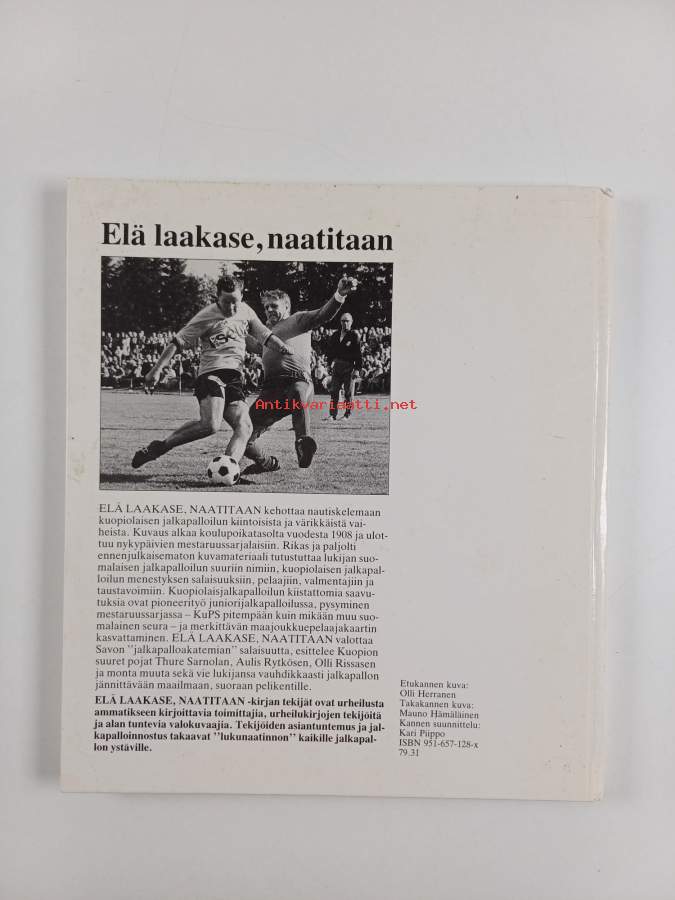 Elä laakase, naatitaan
Antikvariaatti.net
ELÄ LAAKASE, NAATITAAN kehottaa nautiskelemaan
kuopiolaisen jalkapalloilun kiintoisista ja värikkäistä vai-
heista. Kuvaus alkaa koulupoikatasolta vuodesta 1908 ja ulot-
tuu nykypäivien mestaruussarjalaisiin. Rikas ja paljolti
ennenjulkaisematon kuvamateriaali tutustuttaa lukijan suo-
malaisen jalkapalloilun suuriin nimiin, kuopiolaisen jalkapal-
loilun menestyksen salaisuuksiin, pelaajiin, valmentajiin ja
taustavoimiin. Kuopiolaisjalkapalloilun kiistattomia saavu-
tuksia ovat pioneerityö juniorijalkapalloilussa, pysyminen
mestaruussarjassa – KuPS pitempään kuin mikään muu suo-
malainen seura – ja merkittävän maajoukkuepelaajakaartin
kasvattaminen. ELÄ LAAKASE, NAATITAAN valottaa
Savon ”jalkapalloakatemian” salaisuutta, esittelee Kuopion
suuret pojat Thure Sarnolan, Aulis Rytkösen, Olli Rissasen
ja monta muuta sekä vie lukijansa vauhdikkaasti jalkapallon
jännittävään maailmaan, suoraan pelikentille.
ELÄ LAAKASE, NAATITAAN -kirjan tekijät ovat urheilusta
ammatikseen kirjoittavia toimittajia, urheilukirjojen tekijöitä
ja alan tuntevia valokuvaajia. Tekijöiden asiantuntemus ja jal-
kapalloinnostus takaavat ”lukunaatinnon” kaikille jalkapal-
lon ystäville.
Etukannen kuva:
Olli Herranen
Takakannen kuva:
Mauno Hämäläinen
Kannen suunnittelu:
Kari Piippo
ISBN 951-657-128-x
79.31